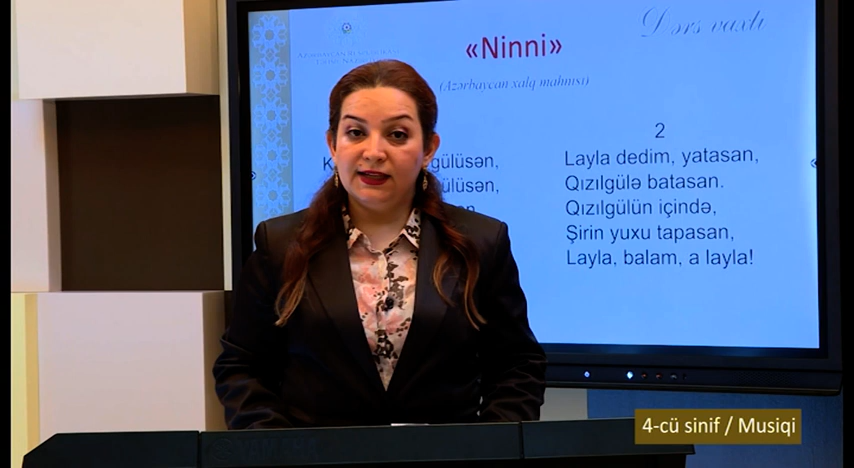 Dərs vaxtı
«Ninni»
(Azərbaycan xalq mahnısı)
gülüsən,
2
Layla dedim, yatasan,
Qızılgülə batasan.
Qızılgülün içində,
Şirin yuxu tapasan,
Layla, balam, a layla!
4-cü sinif / Musiqi